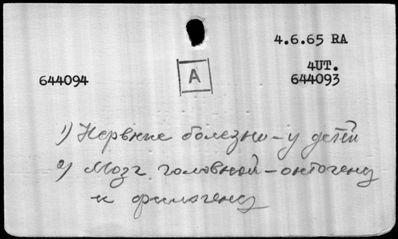 4.6.65 RA
4UT.
644094 A 644093
1) Нервные болезни – у детей
2) Мозг головной – онтогенез
и филогенез